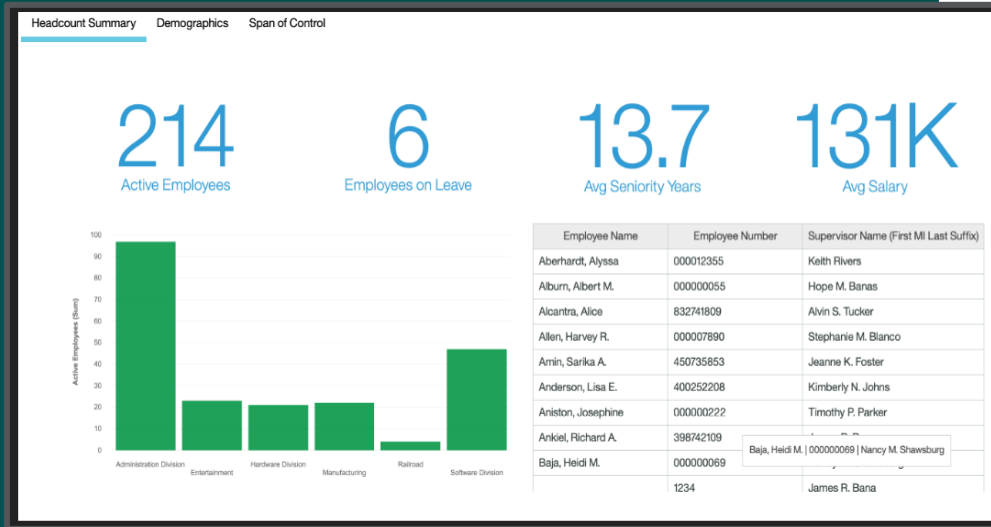 Headcount Summary Demographics Span of Control
214 6 13.7 131K
Active Employees Employees on Leave Avg Seniority Years Avg Salary
Active Employees (Sum)
100
90
80
70
60
50
40
30
20
10
0
Administration Division Entertainment Hardware Division Manufacturing Railroad Software Division
Employee Name Employee Number Supervisor Name (First MI Last Suffix)
Aberhardt, Alyssa 000012355 Keith Rivers
Alburn, Albert M. 000000055 Hope M. Banas
Alcantra, Alice 832741809 Alvin S. Tucker
Allen, Harvey R. 000007890 Stephanie M. Blanco
Amin, Sarika A. 450735853 Jeanne K. Foster
Anderson, Lisa E. 400252208 Kimberly N. Johns
Aniston, Josephine 000000222 Timothy P. Parker
Ankiel, Richard A. 398742109
Baja, Heidi M. | 000000069 | Nancy M. Shawsburg
Baja, Heidi M. 000000069
1234 James R. Bana